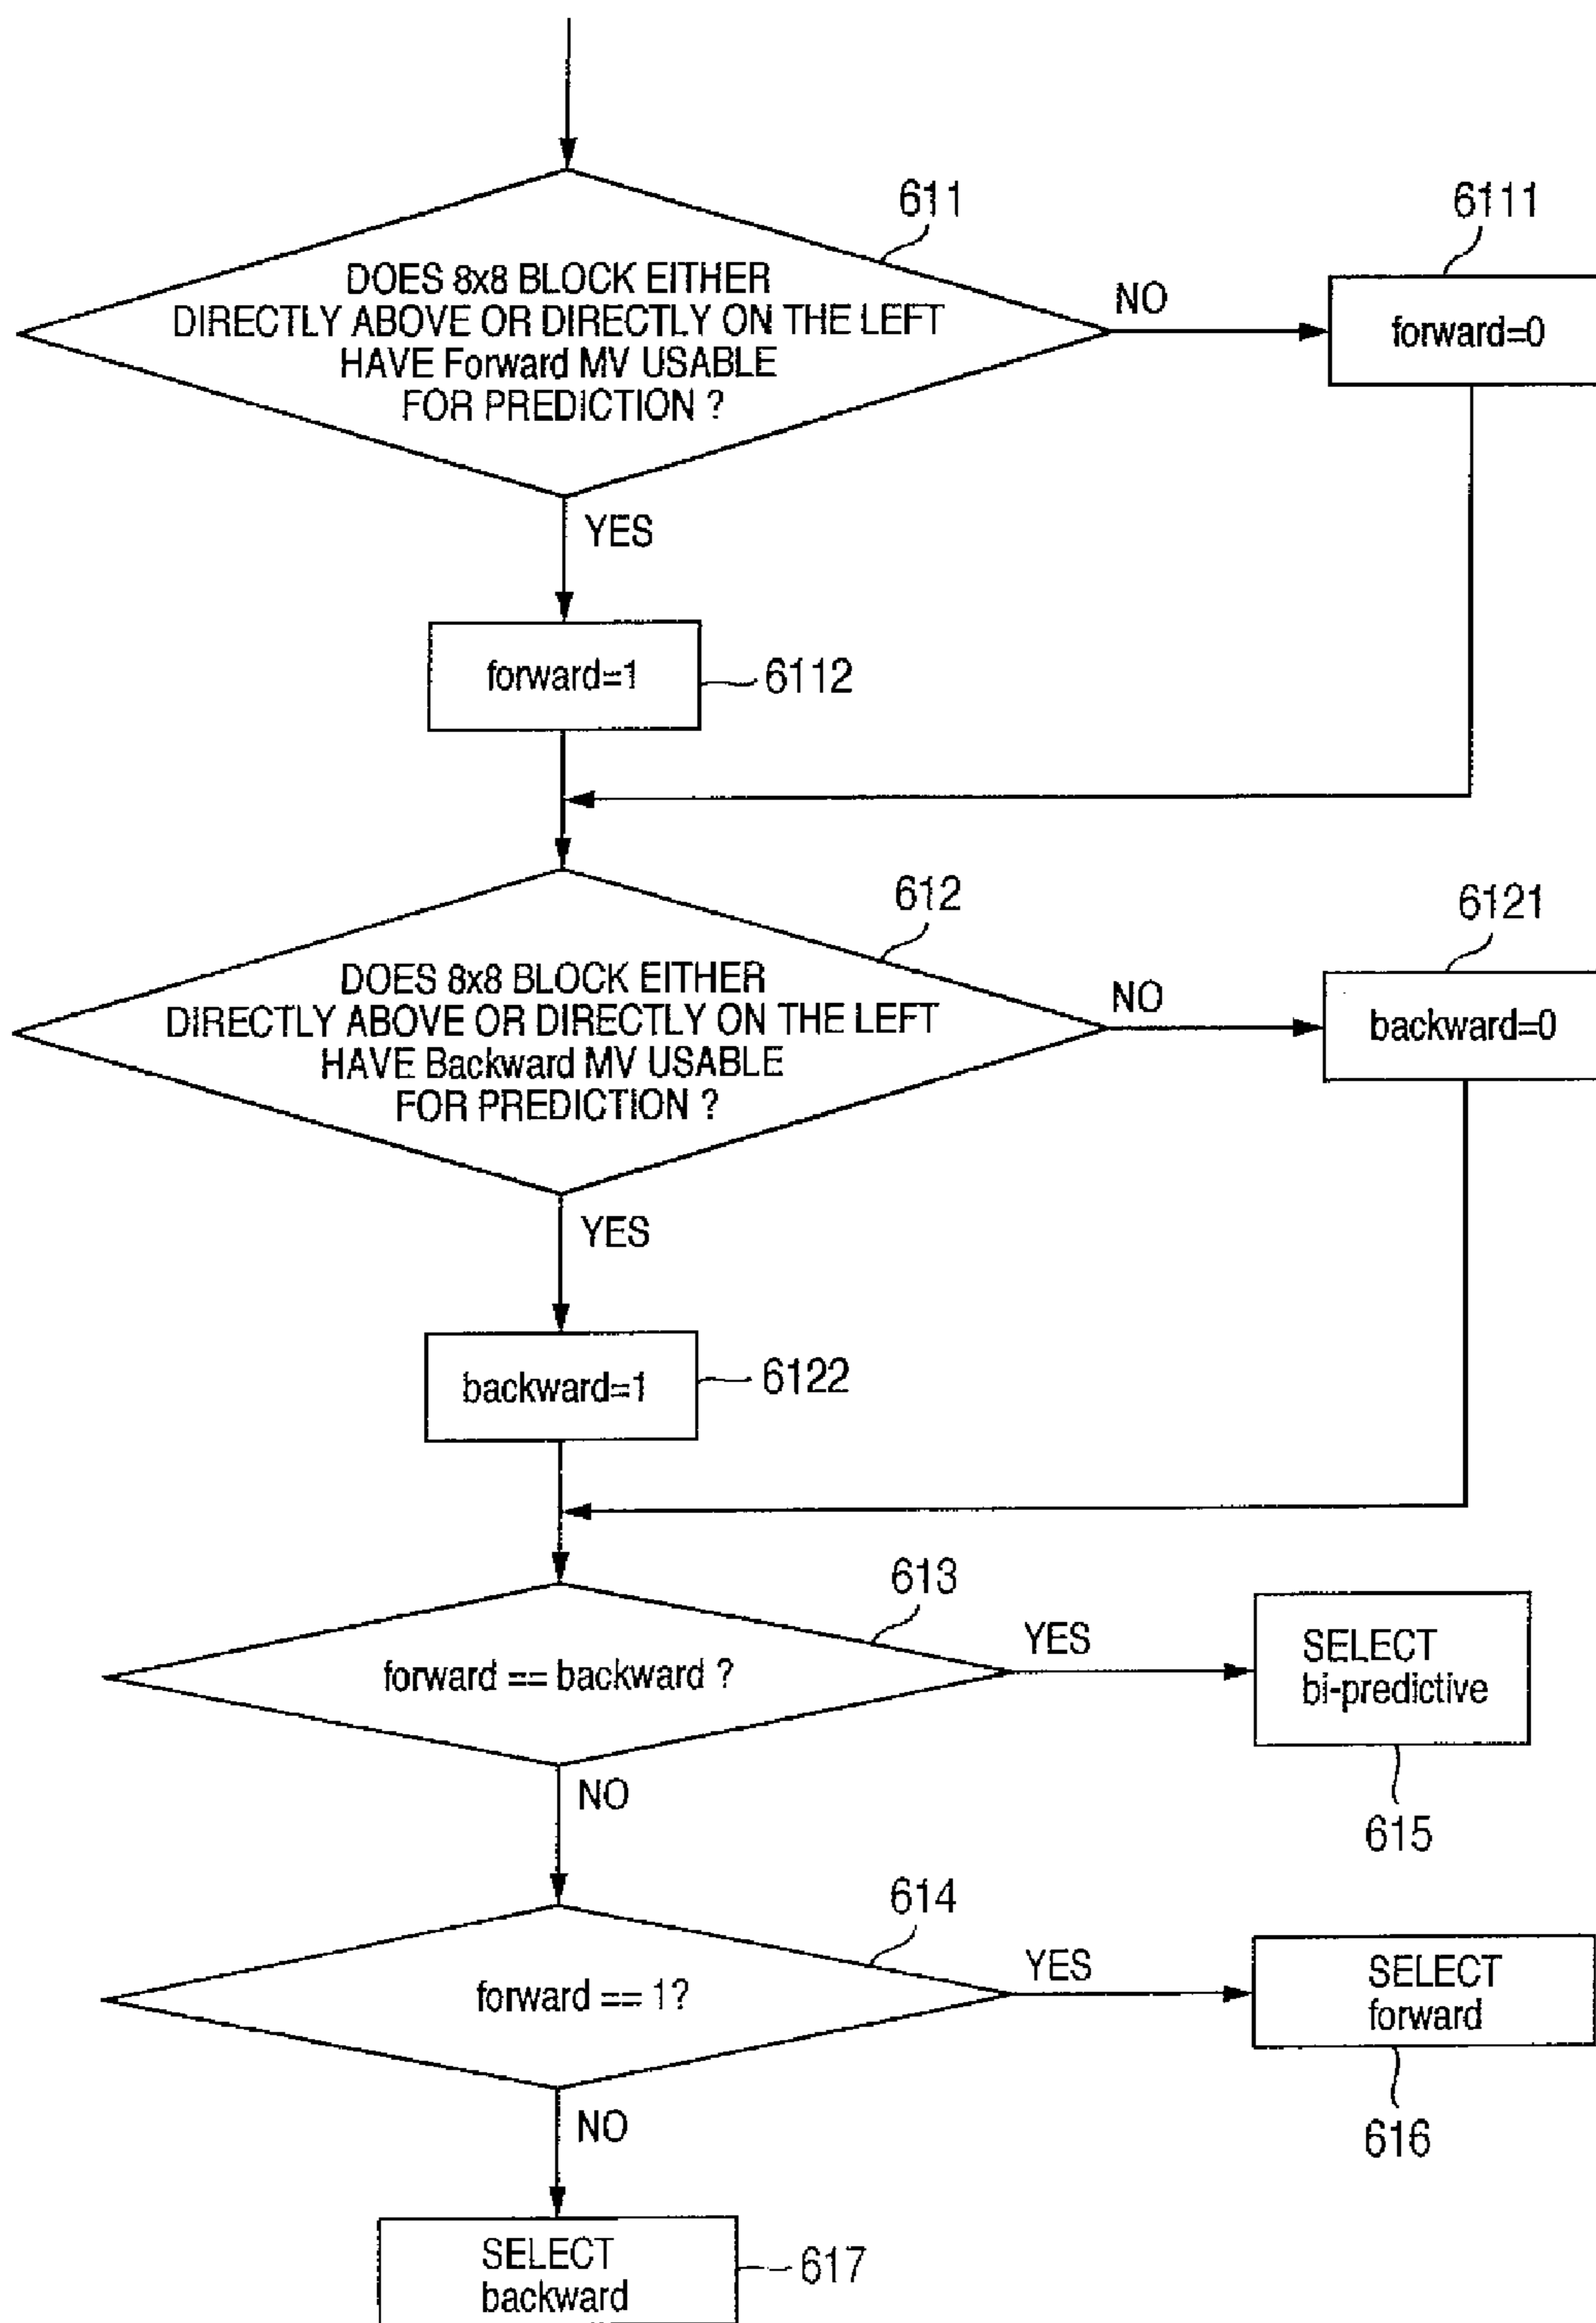 611
DOES 8x8 BLOCK EITHER
DIRECTLY ABOVE OR DIRECTLY ON THE LEFT
HAVE Forward MV USABLE
FOR PREDICTION ?
NO
6111
forward=0
YES
forward=1
6112
612
DOES 8x8 BLOCK EITHER
DIRECTLY ABOVE OR DIRECTLY ON THE LEFT
HAVE Backward MV USABLE
FOR PREDICTION ?
NO
6121
backward=0
YES
backward=1
6122
613
forward == backward ?
YES
SELECT
bi-predictive
615
NO
614
forward == 1?
YES
SELECT
forward
616
NO
SELECT
backward
617